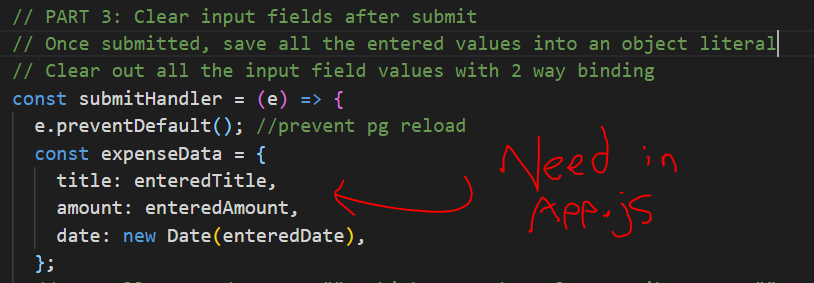 // PART 3: Clear input fields after submit
// Once submitted, save all the entered values into an object literal
// Clear out all the input field values with 2 way binding
const submitHandler = (e) => {
e.preventDefault(); //prevent pg reload
const expenseData = {
title: enteredTitle,
amount: enteredAmount,
date: new Date(enteredDate),
};
Need in
App.js